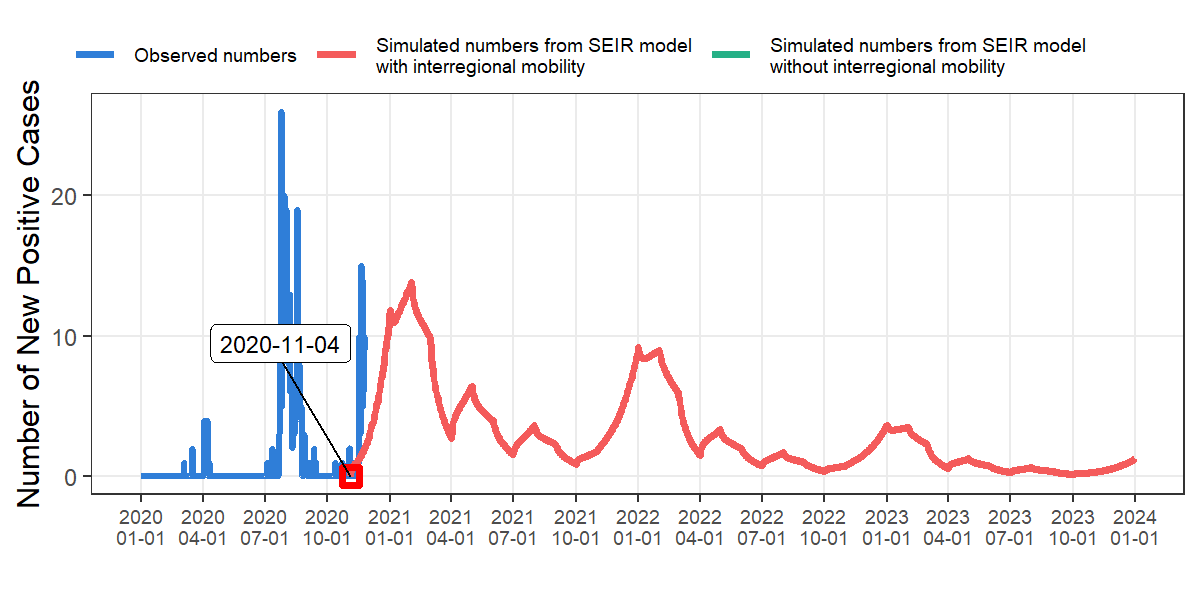 Observed numbers
Simulated numbers from SEIR model
with interregional mobility
Simulated numbers from SEIR model
without interregional mobility
Number of New Positive Cases
20
10
0
2020-11-04
2020 2020 2020 2020 2021 2021 2021 2021 2022 2022 2022 2022 2023 2023 2023 2023 2024
01-01 04-01 07-01 10-01 01-01 04-01 07-01 10-01 01-01 04-01 07-01 10-01 01-01 04-01 07-01 10-01 01-01